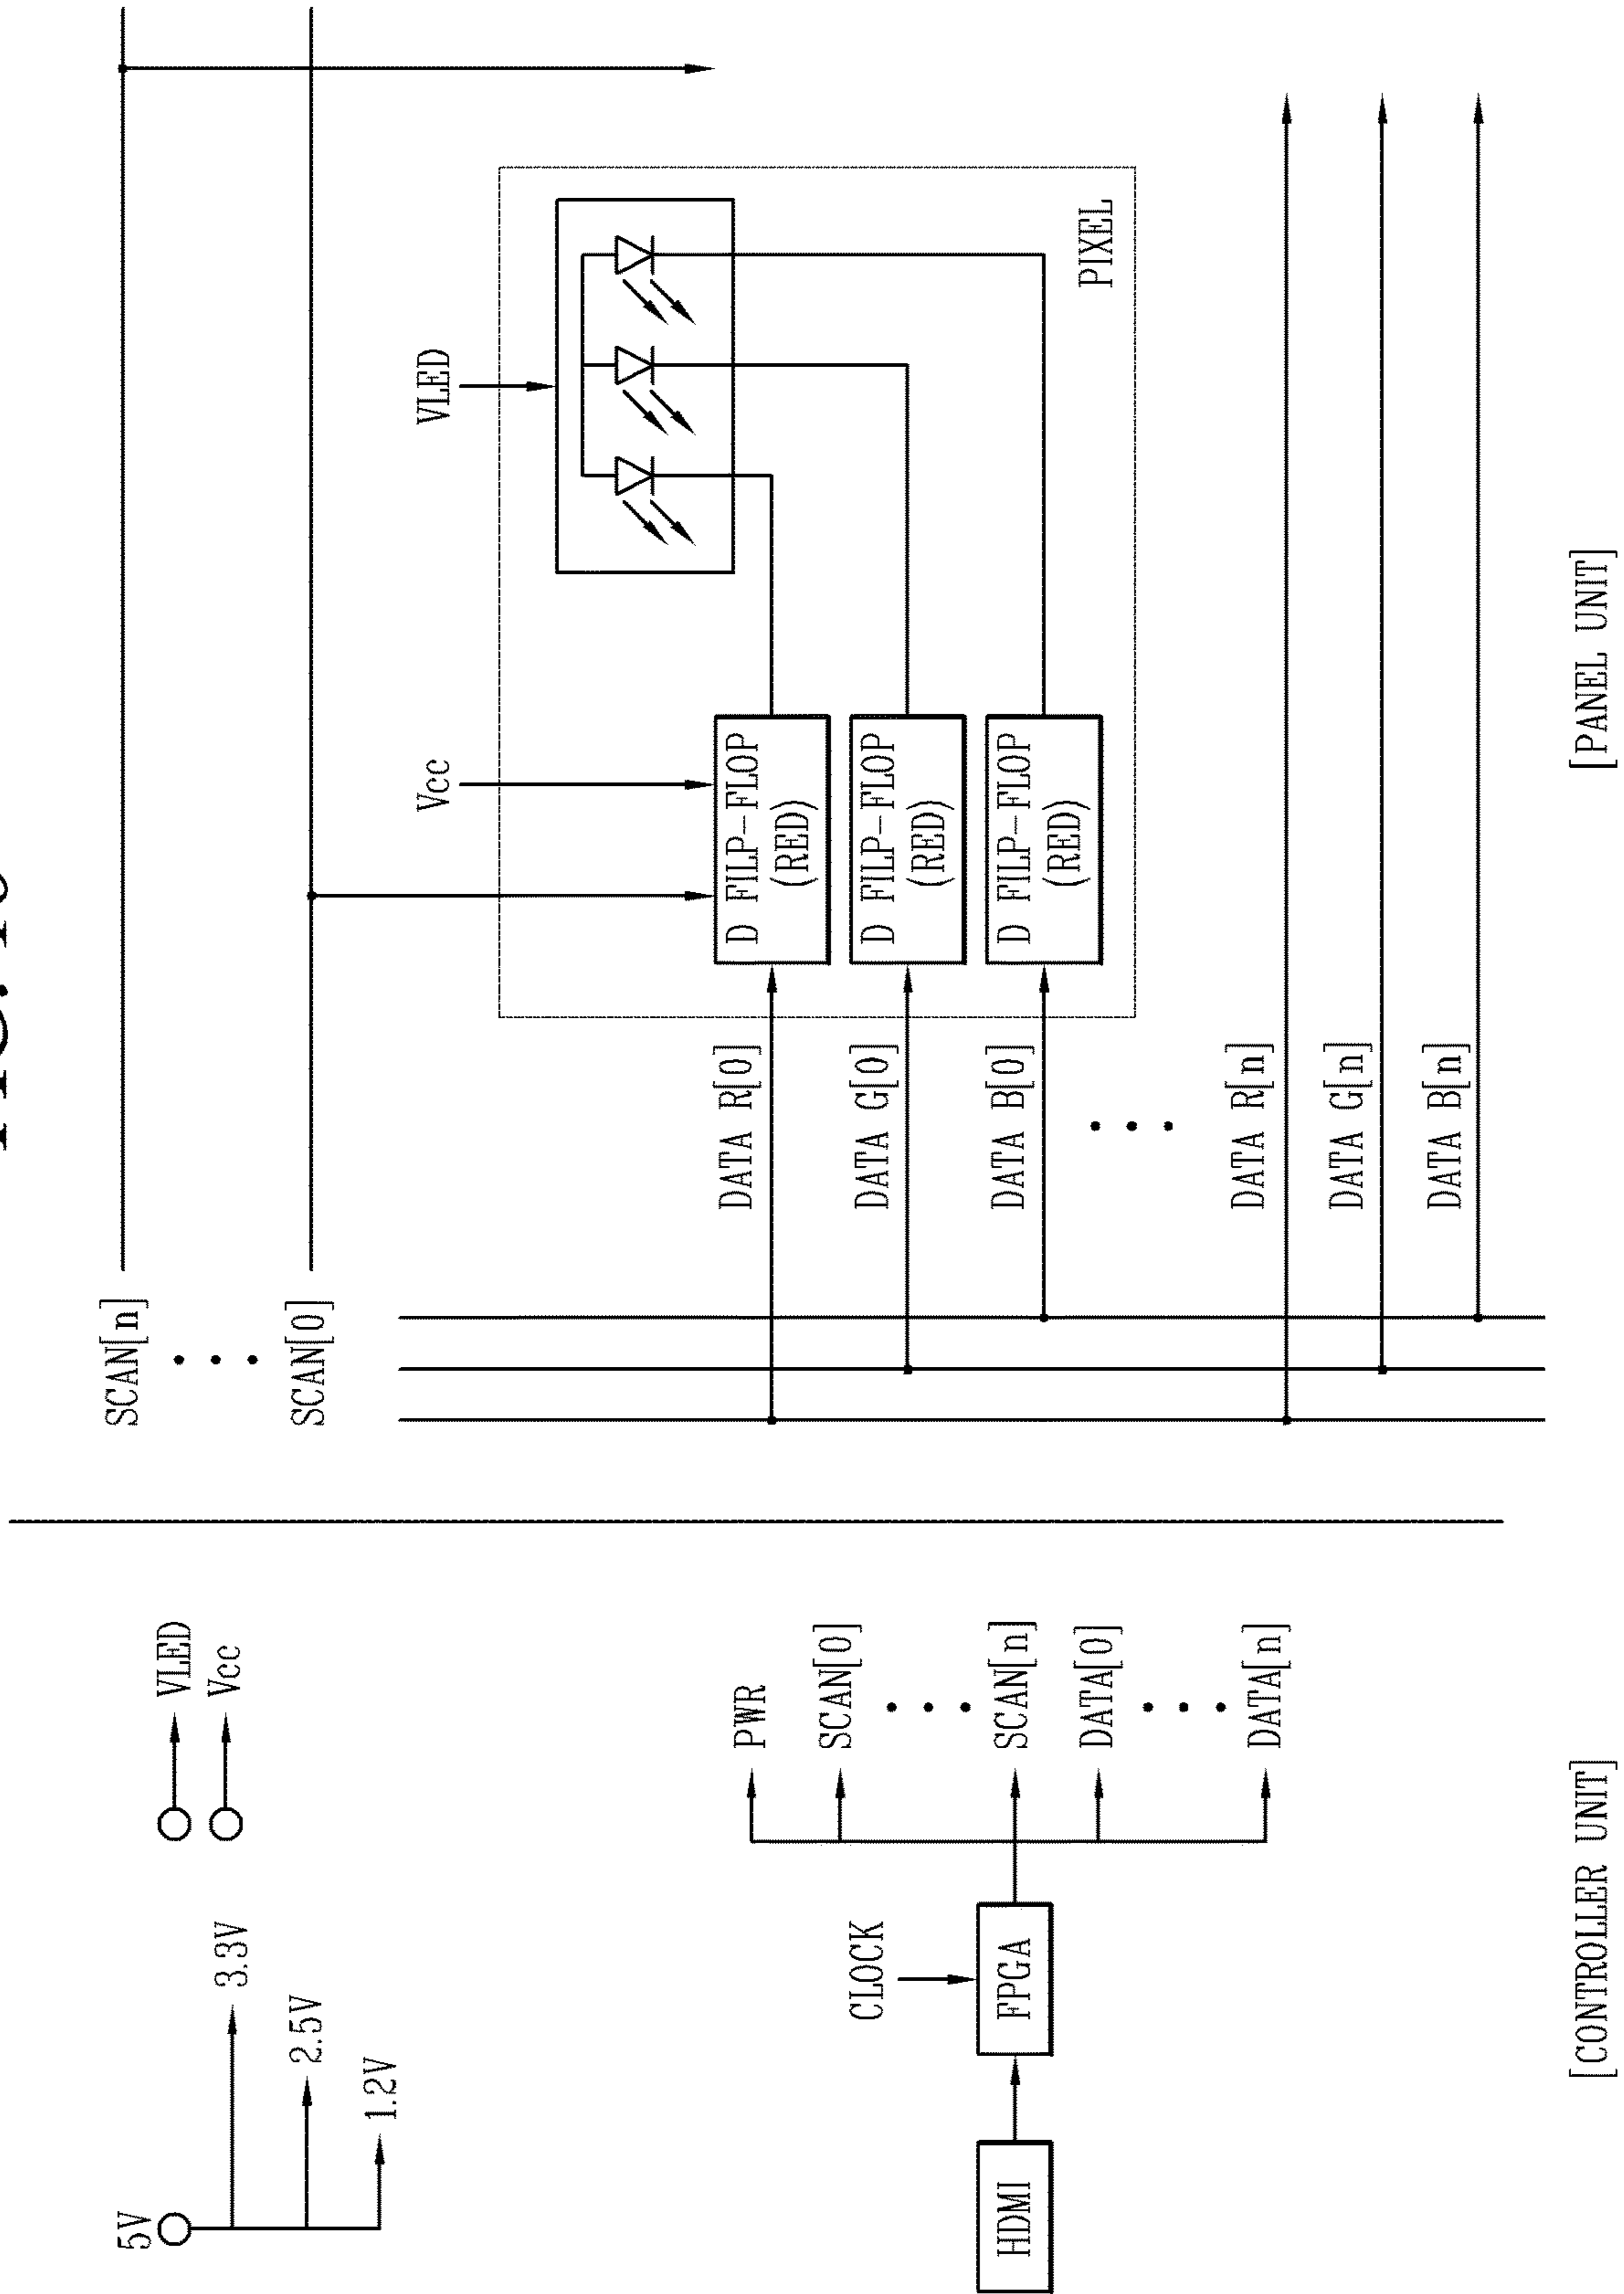 5V
3.3V
2.5V
1.2V
VLED
Vcc
HDMI
FPGA
CLOCK
PWR
SCAN[0]
SCAN[n]
DATA[0]
DATA[n]
[CONTROLLER UNIT]
SCAN[n]
SCAN[0]
Vcc
VLED
DATA R[0]
D FILP-FLOP
(RED)
DATA G[0]
D FILP-FLOP
(RED)
DATA B[0]
D FILP-FLOP
(RED)
PIXEL
DATA R[n]
DATA G[n]
DATA B[n]
[PANEL UNIT]